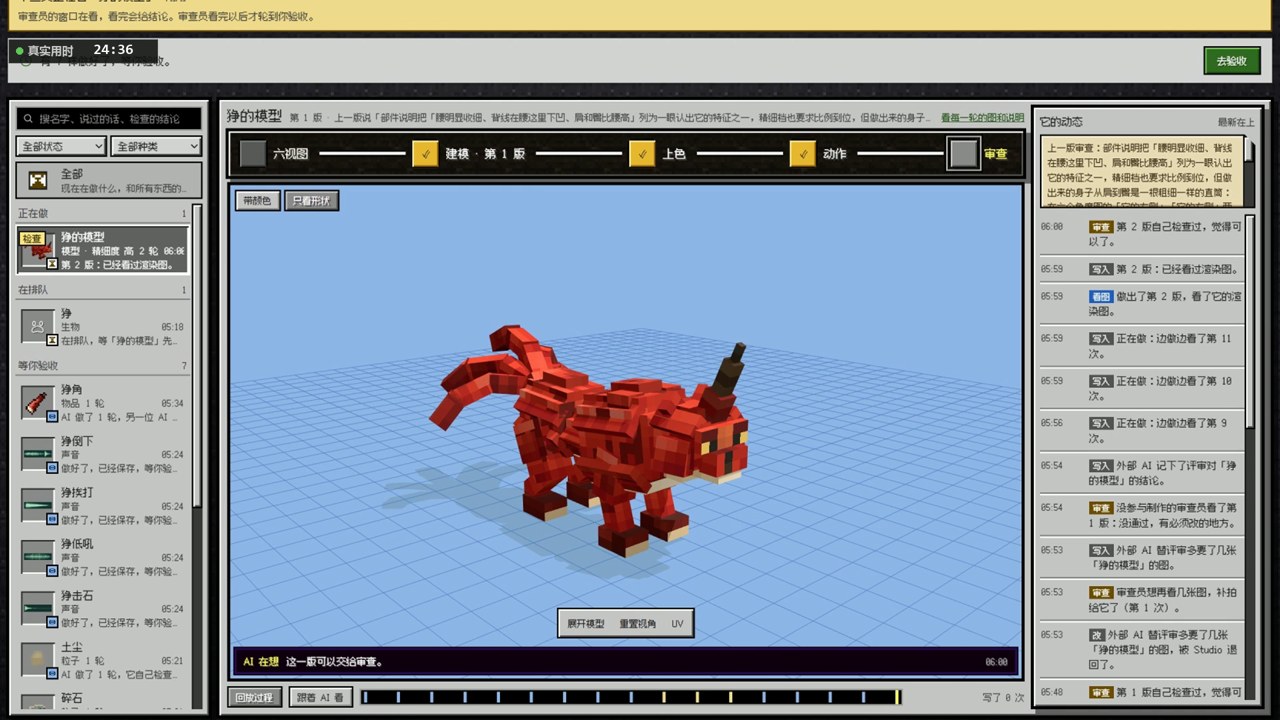 审查员的窗口在看，看完会给结论。审查员看完以后才轮到你验收。
真实用时 24:36
去验收
搜名字、说过的话、检查的结论
全部状态
全部种类
全部
现在在做什么，和所有东西的…
正在做 1
检查
狰的模型
模型 · 精细度 高 2 轮 06:00
第 2 版：已经看过渲染图。
在排队 1
狰
生物 05:18
在排队，等「狰的模型」先…
等你验收 7
狰角
物品 1 轮 05:34
AI 做了 1 轮，另一位 AI …
狰倒下
声音 05:24
做好了，已经保存，等你验…
狰挨打
声音 05:24
做好了，已经保存，等你验…
狰低吼
声音 05:24
做好了，已经保存，等你验…
狰击石
声音 05:24
做好了，已经保存，等你验…
土尘
粒子 1 轮 05:21
AI 做了 1 轮，它自己检查…
碎石
狰的模型 第 1 版 · 上一版说「部件说明把「腰明显收细、背线在腰这里下凹、肩和臀比腰高」列为一眼认出它的特征之一，精细档也要求比例到位，但做出来的身子…
看每一轮的图和说明
六视图
建模 · 第 1 版
上色
动作
审查
带颜色
只看形状
展开模型 重置视角 UV
AI 在想 这一版可以交给审查。 06:00
回放过程
跟着 AI 看
写了 0 次
它的动态 最新在上
上一版审查：部件说明把「腰明显收细、背线
在腰这里下凹、肩和臀比腰高」列为一眼认出
它的特征之一，精细档也要求比例到位，但做
出来的身子从肩到臀是一根粗细一样的直筒：
06:00 审查 第 2 版自己检查过，觉得可
以了。
05:59 写入 第 2 版：已经看过渲染图。
05:59 看图 做出了第 2 版，看了它的渲
染图。
05:59 写入 正在做：边做边看了第 11
次。
05:59 写入 正在做：边做边看了第 10
次。
05:56 写入 正在做：边做边看了第 9
次。
05:54 写入 外部 AI 记下了评审对「狰
的模型」的结论。
05:54 审查 没参与制作的审查员看了第
1 版：没通过，有必须改的地方。
05:53 写入 外部 AI 替评审多要了几张
「狰的模型」的图。
05:53 审查 审查员想再看几张图，补拍
给它了（第 1 次）。
05:53 改 外部 AI 替评审多要了几张
「狰的模型」的图，被 Studio 退
回了。
05:48 审查 第 1 版自己检查过，觉得可